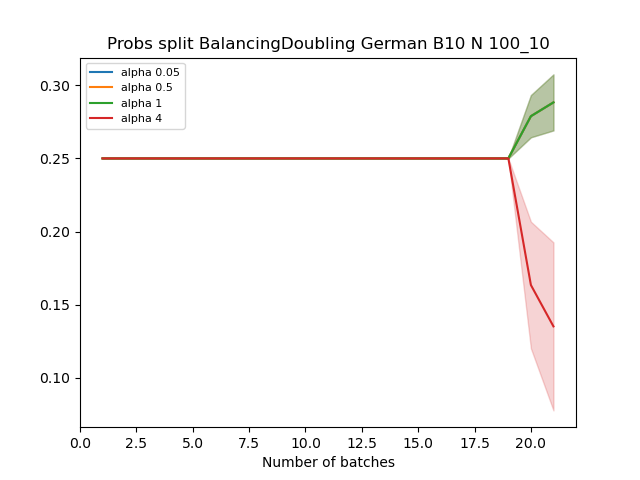 Probs split BalancingDoubling German B10 N 100_10
alpha 0.05
alpha 0.5
alpha 1
alpha 4
0.30
0.25
0.20
0.15
0.10
0.0 2.5 5.0 7.5 10.0 12.5 15.0 17.5 20.0
Number of batches